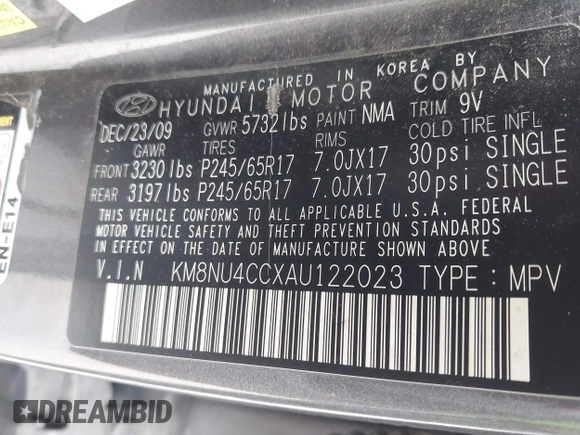 MANUFACTURED IN KOREA BY
HYUNDAI MOTOR COMPANY
DEC/23/09 GVWR 5732lbs PAINT NMA TRIM 9V
GAWR TIRES RIMS COLD TIRE INFL
FRONT 3230lbs P245/65R17 7.0JX17 30psi SINGLE
REAR 3197lbs P245/65R17 7.0JX17 30psi SINGLE
THIS VEHICLE CONFORMS TO ALL APPLICABLE U.S.A. FEDERAL
MOTOR VEHICLE SAFETY BUMPER, AND THEFT PREVENTION STANDARDS
IN EFFECT ON THE DATE OF MANUFACTURE SHOWN ABOVE.
V.I.N KM8NU4CCXAU122023 TYPE : MPV
EN-E14
DREAMBID